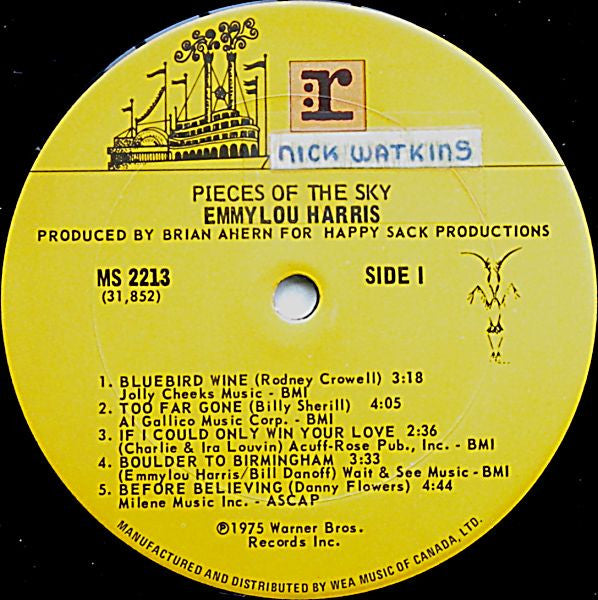 :r
NICK WATKINS
PIECES OF THE SKY
EMMYLOU HARRIS
PRODUCED BY BRIAN AHERN FOR HAPPY SACK PRODUCTIONS
MS 2213 SIDE I
(31,852)
1. BLUEBIRD WINE (Rodney Crowell) 3:18
Jolly Cheeks Music - BMI
2. TOO FAR GONE (Billy Sherill) 4:05
Al Gallico Music Corp. - BMI
3. IF I COULD ONLY WIN YOUR LOVE 2:36
(Charlie & Ira Louvin) Acuff-Rose Pub., Inc. - BMI
4. BOULDER TO BIRMINGHAM 3:33
(Emmylou Harris/Bill Danoff) Wait & See Music - BMI
5. BEFORE BELIEVING (Danny Flowers) 4:44
Milene Music Inc. - ASCAP
℗1975 Warner Bros.
Records Inc.
MANUFACTURED AND DISTRIBUTED BY WEA MUSIC OF CANADA, LTD.